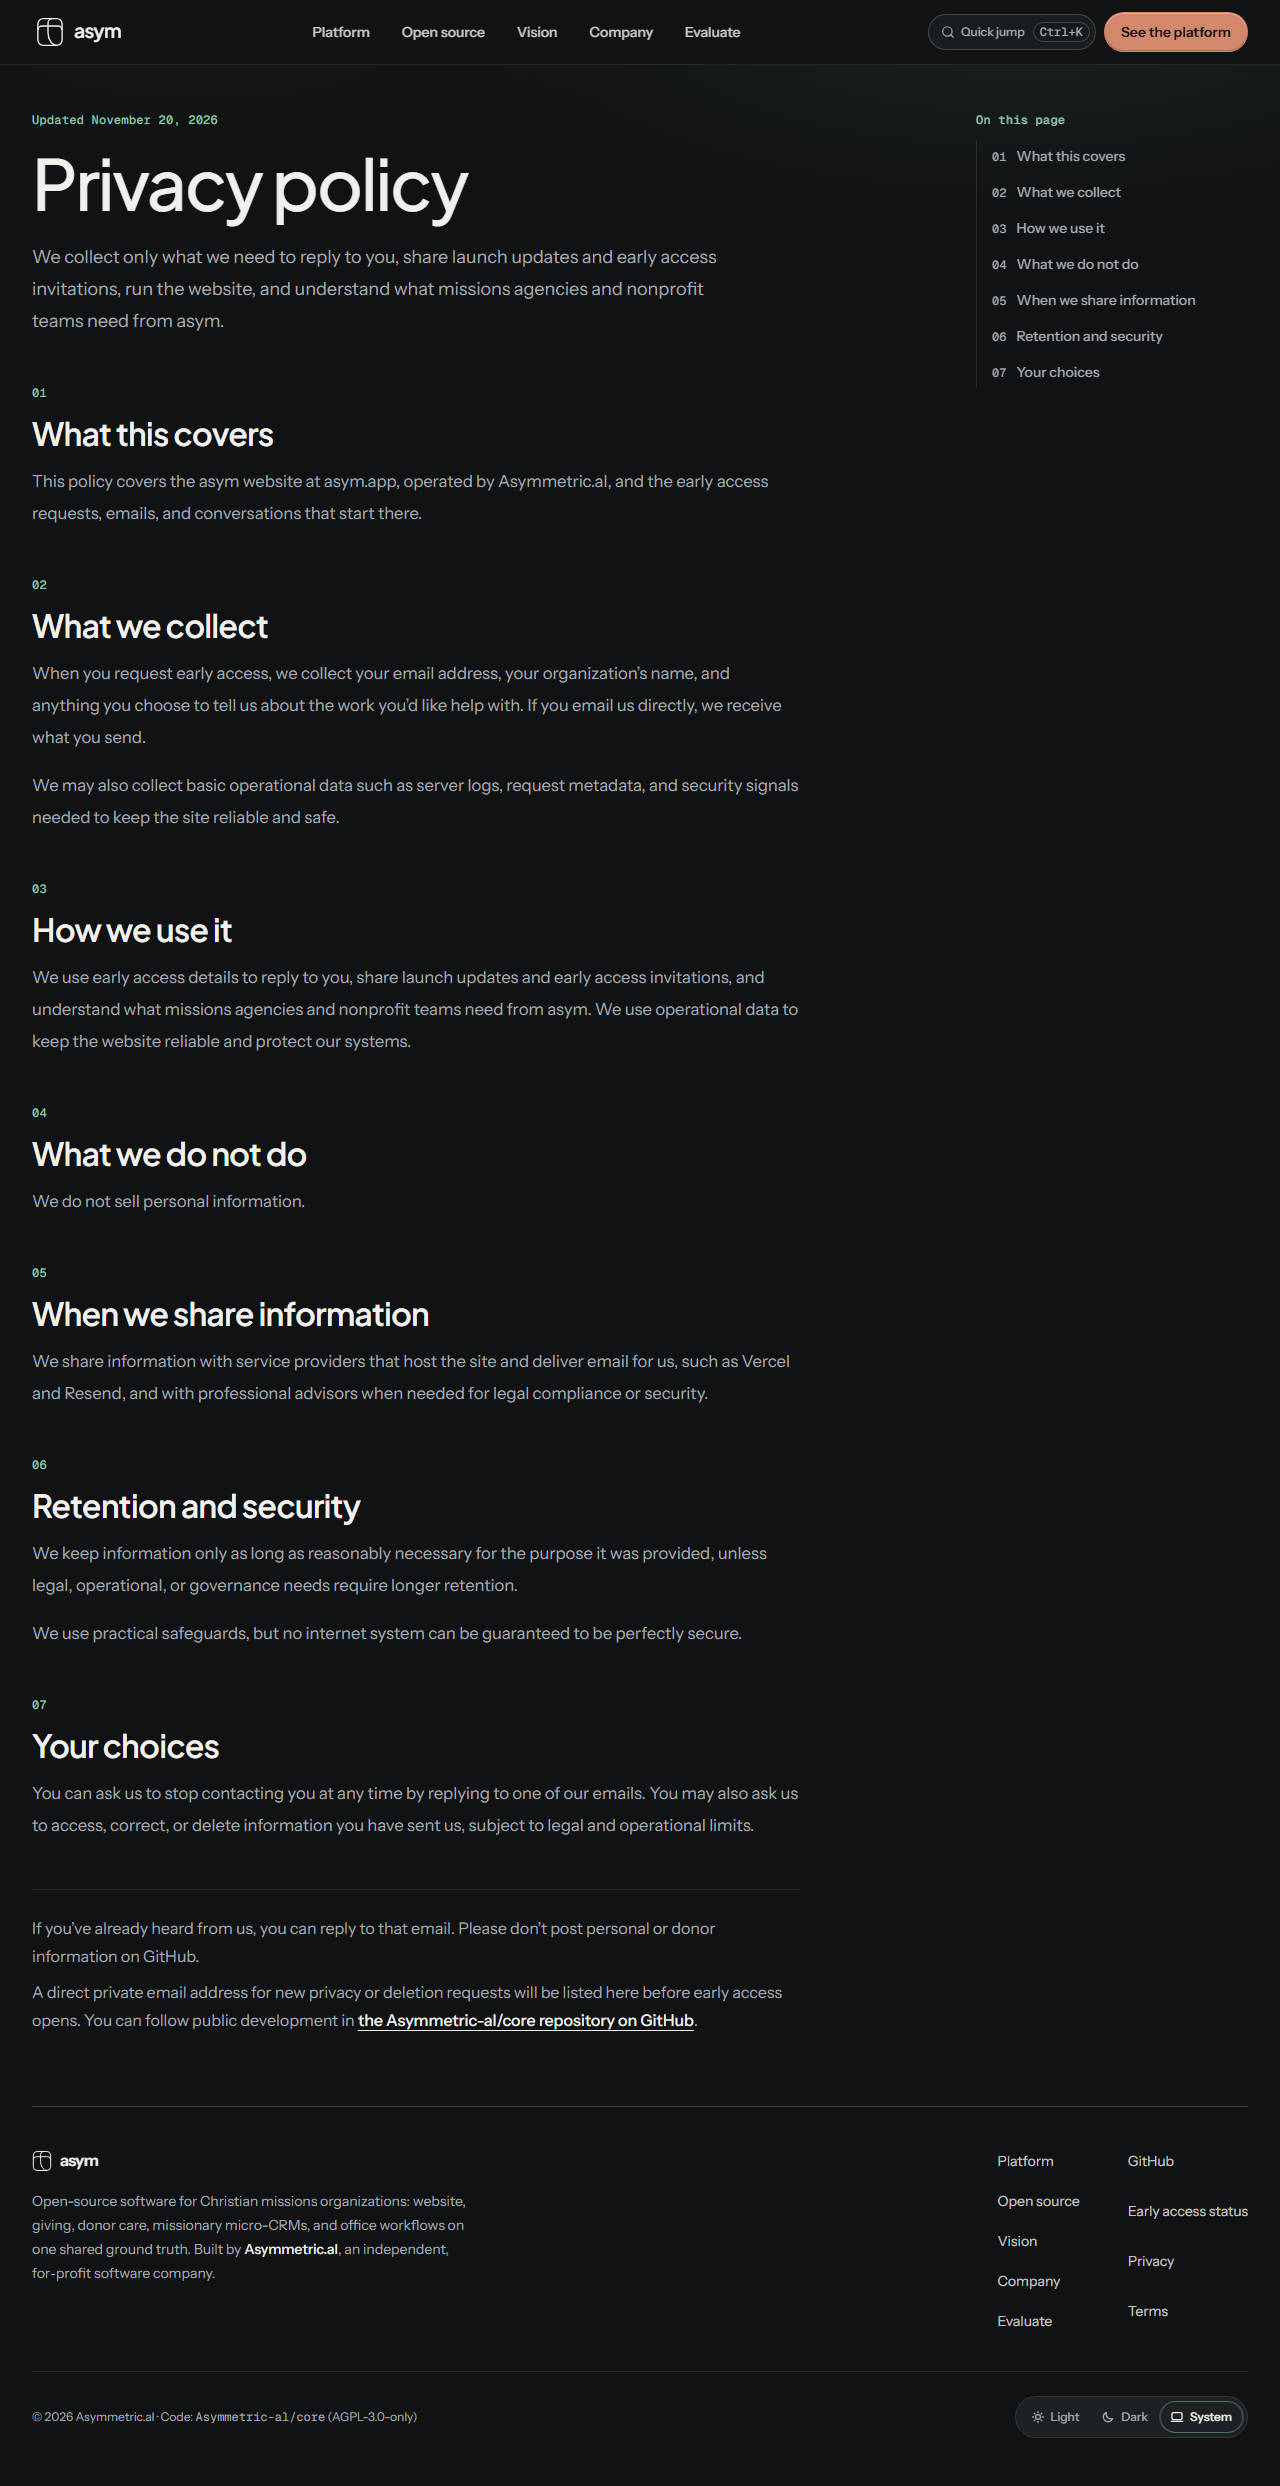 asym
Platform
Open source
Vision
Company
Evaluate
Quick jump
Ctrl+K
See the platform
Updated November 20, 2026
Privacy policy
We collect only what we need to reply to you, share launch updates and early access
invitations, run the website, and understand what missions agencies and nonprofit
teams need from asym.
On this page
01 What this covers
02 What we collect
03 How we use it
04 What we do not do
05 When we share information
06 Retention and security
07 Your choices
01
What this covers
This policy covers the asym website at asym.app, operated by Asymmetric.al, and the early access
requests, emails, and conversations that start there.
02
What we collect
When you request early access, we collect your email address, your organization’s name, and
anything you choose to tell us about the work you’d like help with. If you email us directly, we receive
what you send.
We may also collect basic operational data such as server logs, request metadata, and security signals
needed to keep the site reliable and safe.
03
How we use it
We use early access details to reply to you, share launch updates and early access invitations, and
understand what missions agencies and nonprofit teams need from asym. We use operational data to
keep the website reliable and protect our systems.
04
What we do not do
We do not sell personal information.
05
When we share information
We share information with service providers that host the site and deliver email for us, such as Vercel
and Resend, and with professional advisors when needed for legal compliance or security.
06
Retention and security
We keep information only as long as reasonably necessary for the purpose it was provided, unless
legal, operational, or governance needs require longer retention.
We use practical safeguards, but no internet system can be guaranteed to be perfectly secure.
07
Your choices
You can ask us to stop contacting you at any time by replying to one of our emails. You may also ask us
to access, correct, or delete information you have sent us, subject to legal and operational limits.
If you’ve already heard from us, you can reply to that email. Please don’t post personal or donor
information on GitHub.
A direct private email address for new privacy or deletion requests will be listed here before early access
opens. You can follow public development in the Asymmetric-al/core repository on GitHub.
asym
Open-source software for Christian missions organizations: website,
giving, donor care, missionary micro-CRMs, and office workflows on
one shared ground truth. Built by Asymmetric.al, an independent,
for-profit software company.
Platform
Open source
Vision
Company
Evaluate
GitHub
Early access status
Privacy
Terms
© 2026 Asymmetric.al · Code: Asymmetric-al/core (AGPL-3.0-only)
Light
Dark
System